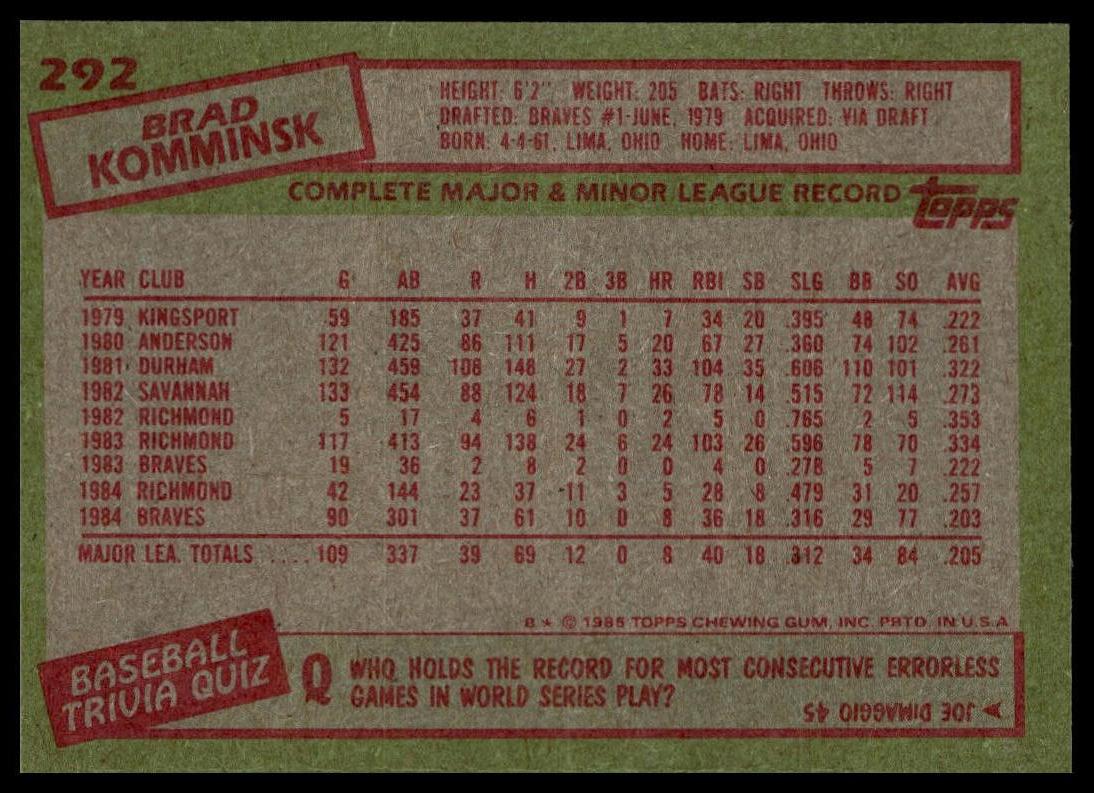 292
BRAD
KOMMINSK
HEIGHT: 6'2" WEIGHT: 205 BATS: RIGHT THROWS: RIGHT
DRAFTED: BRAVES #1-JUNE, 1979 ACQUIRED: VIA DRAFT
BORN: 4-4-61, LIMA, OHIO HOME: LIMA, OHIO
COMPLETE MAJOR & MINOR LEAGUE RECORD
topps
YEAR CLUB G AB R H 2B 3B HR RBI SB SLG BB SO AVG
1979 KINGSPORT 59 185 37 41 9 1 7 34 20 .395 48 74 .222
1980 ANDERSON 121 425 86 111 17 5 20 67 27 .360 74 102 .261
1981 DURHAM 132 459 108 148 27 2 33 104 35 .606 110 101 .322
1982 SAVANNAH 133 454 88 124 18 7 26 78 14 .515 72 114 .273
1982 RICHMOND 5 17 4 6 1 0 2 5 0 .765 2 5 .353
1983 RICHMOND 117 413 94 138 24 6 24 103 26 .596 78 70 .334
1983 BRAVES 19 36 2 8 2 0 0 4 0 .278 5 7 .222
1984 RICHMOND 42 144 23 37 11 3 5 28 8 .479 31 20 .257
1984 BRAVES 90 301 37 61 10 0 8 36 18 .316 29 77 .203
MAJOR LEA. TOTALS .... 109 337 39 69 12 0 8 40 18 .312 34 84 .205
B * © 1985 TOPPS CHEWING GUM, INC. PRTD. IN U.S.A
BASEBALL
TRIVIA QUIZ
Q WHO HOLDS THE RECORD FOR MOST CONSECUTIVE ERRORLESS
GAMES IN WORLD SERIES PLAY?
JOE DIMAGGIO 45